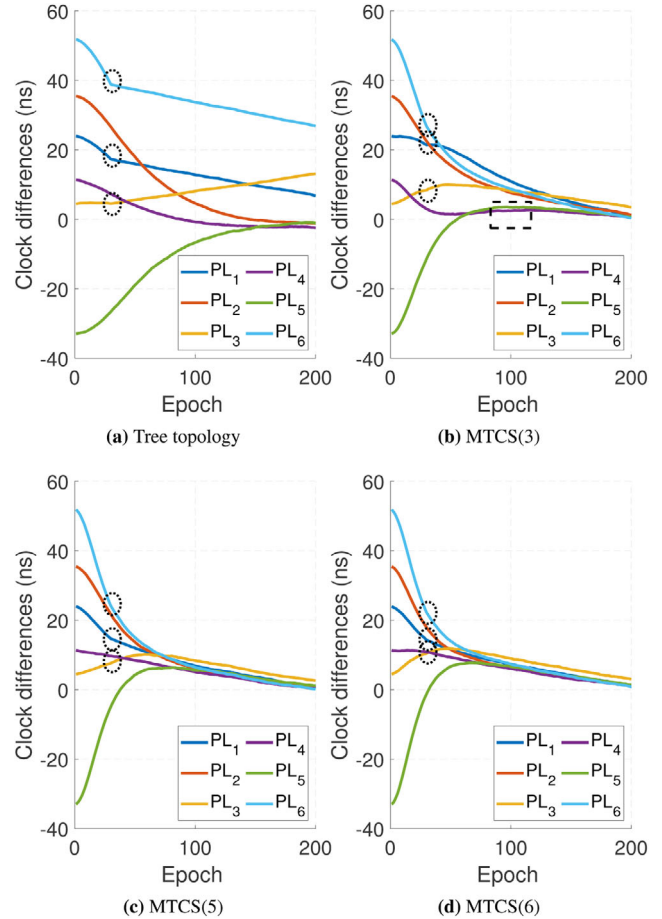 60
40
20
0
-20
-40
Clock differences (ns)
PL1 PL4
PL2 PL5
PL3 PL6
0 100 200
Epoch
(a) Tree topology
60
40
20
0
-20
-40
Clock differences (ns)
PL1 PL4
PL2 PL5
PL3 PL6
0 100 200
Epoch
(b) MTCS(3)
60
40
20
0
-20
-40
Clock differences (ns)
PL1 PL4
PL2 PL5
PL3 PL6
0 100 200
Epoch
(c) MTCS(5)
60
40
20
0
-20
-40
Clock differences (ns)
PL1 PL4
PL2 PL5
PL3 PL6
0 100 200
Epoch
(d) MTCS(6)